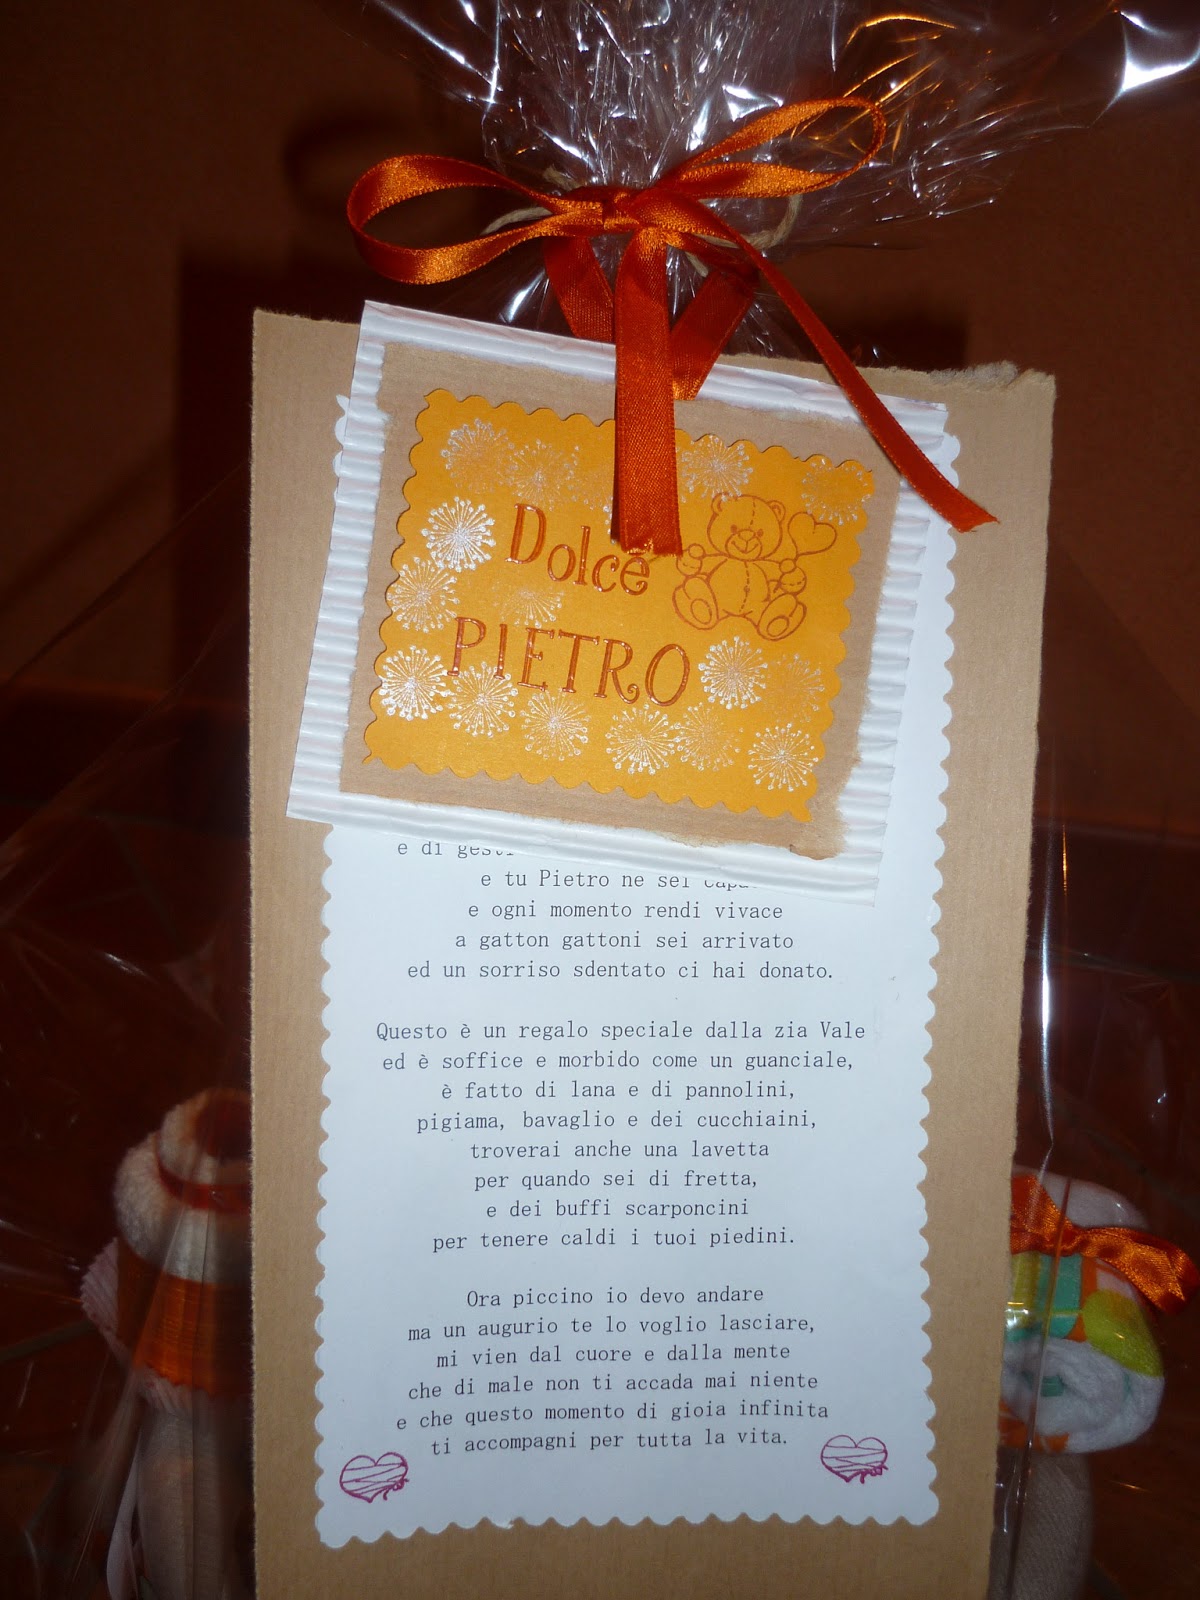 Dolce
PIETRO
e di
e tu Pietro ne sei
e ogni momento rendi vivace
a gatton gattoni sei arrivato
ed un sorriso sdentato ci hai donato.
Questo è un regalo speciale dalla zia Vale
ed è soffice e morbido come un guanciale,
è fatto di lana e di pannolini,
pigiama, bavaglio e dei cucchiaini,
troverai anche una lavetta
per quando sei di fretta,
e dei buffi scarponcini
per tenere caldi i tuoi piedini.
Ora piccino io devo andare
ma un augurio te lo voglio lasciare,
mi vien dal cuore e dalla mente
che di male non ti accada mai niente
e che questo momento di gioia infinita
ti accompagni per tutta la vita.